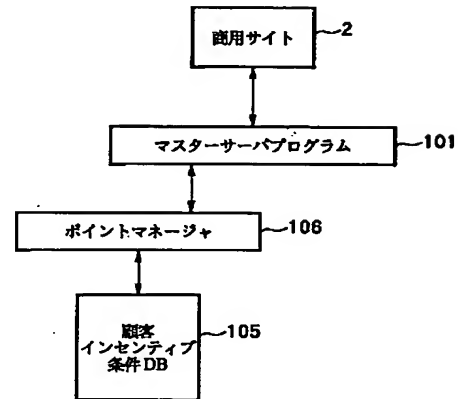 商用サイト
2
マスターサーバプログラム
101
ポイントマネージャ
106
顧客
インセンティブ
条件DB
105